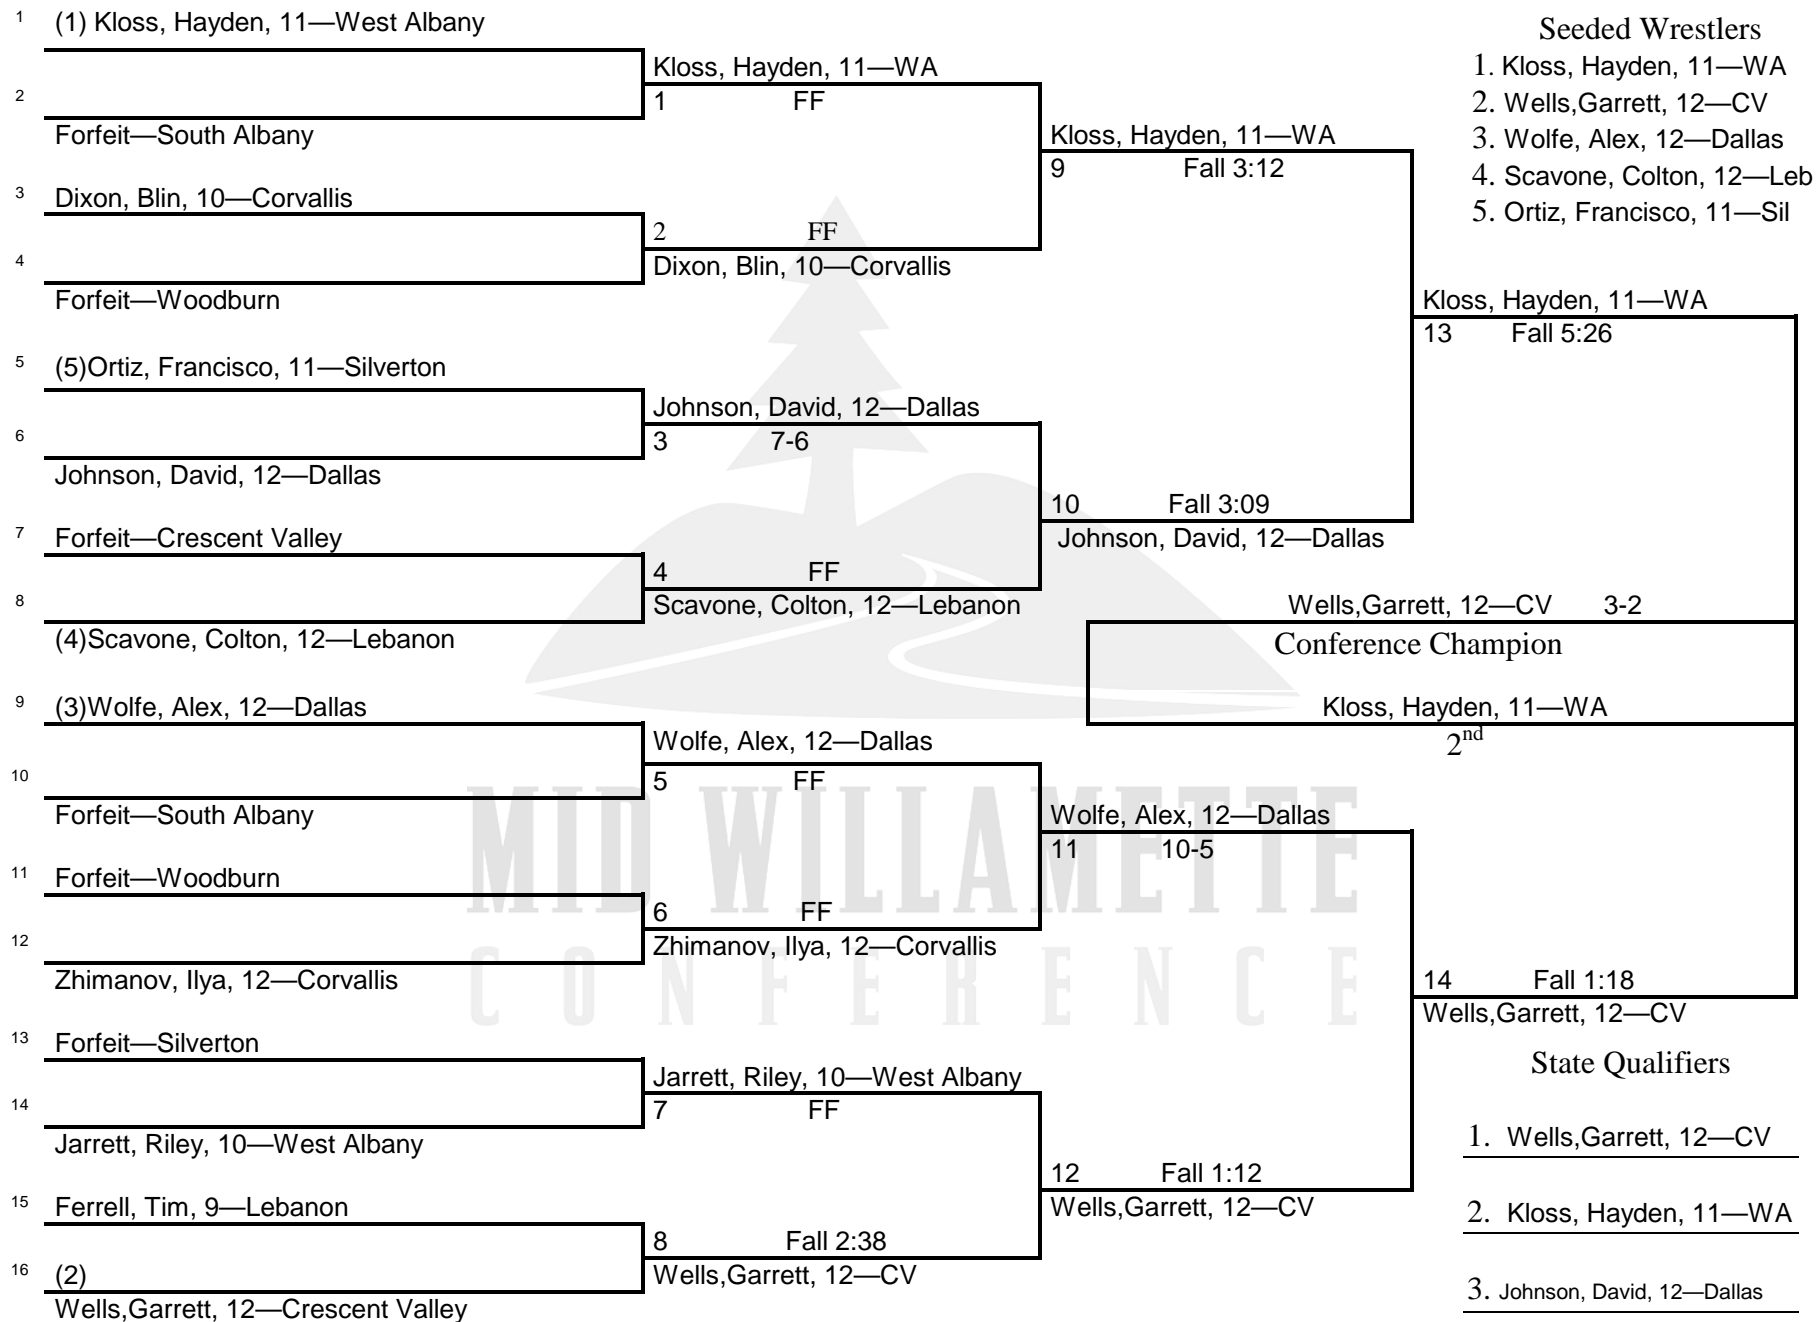 1 (1) Kloss, Hayden, 11—West Albany
2
Forfeit—South Albany
3 Dixon, Blin, 10—Corvallis
4
Forfeit—Woodburn
5 (5)Ortiz, Francisco, 11—Silverton
6
Johnson, David, 12—Dallas
7 Forfeit—Crescent Valley
8
(4)Scavone, Colton, 12—Lebanon
9 (3)Wolfe, Alex, 12—Dallas
10
Forfeit—South Albany
11 Forfeit—Woodburn
12
Zhimanov, Ilya, 12—Corvallis
13 Forfeit—Silverton
14
Jarrett, Riley, 10—West Albany
15 Ferrell, Tim, 9—Lebanon
16 (2)
Wells,Garrett, 12—Crescent Valley
Kloss, Hayden, 11—WA
1 FF
2 FF
Dixon, Blin, 10—Corvallis
Johnson, David, 12—Dallas
3 7-6
4 FF
Scavone, Colton, 12—Lebanon
Wolfe, Alex, 12—Dallas
5 FF
6 FF
Zhimanov, Ilya, 12—Corvallis
Jarrett, Riley, 10—West Albany
7 FF
8 Fall 2:38
Wells,Garrett, 12—CV
Kloss, Hayden, 11—WA
9 Fall 3:12
10 Fall 3:09
Johnson, David, 12—Dallas
Wolfe, Alex, 12—Dallas
11 10-5
12 Fall 1:12
Wells,Garrett, 12—CV
Kloss, Hayden, 11—WA
13 Fall 5:26
14 Fall 1:18
Wells,Garrett, 12—CV
Wells,Garrett, 12—CV 3-2
Conference Champion
Kloss, Hayden, 11—WA
2nd
Seeded Wrestlers
1. Kloss, Hayden, 11—WA
2. Wells,Garrett, 12—CV
3. Wolfe, Alex, 12—Dallas
4. Scavone, Colton, 12—Leb
5. Ortiz, Francisco, 11—Sil
State Qualifiers
1. Wells,Garrett, 12—CV
2. Kloss, Hayden, 11—WA
3. Johnson, David, 12—Dallas
MID WILLAMETTE
CONFERENCE